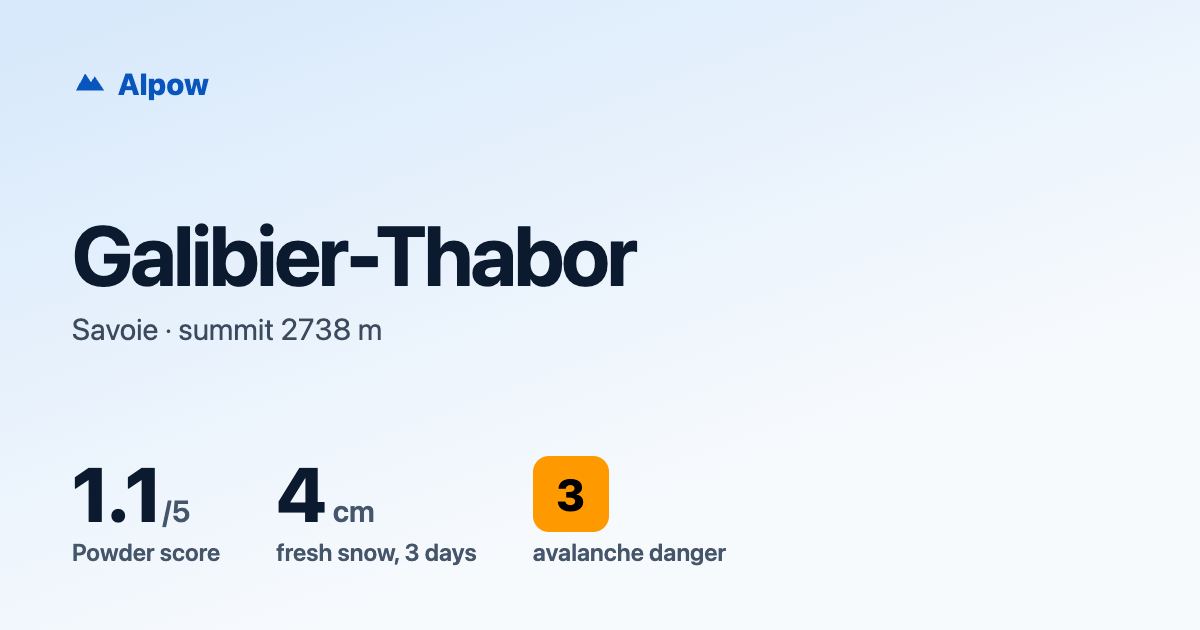 Alpow
Galibier-Thabor
Savoie · summit 2738 m
1.1/5
Powder score
4 cm
fresh snow, 3 days
3
avalanche danger